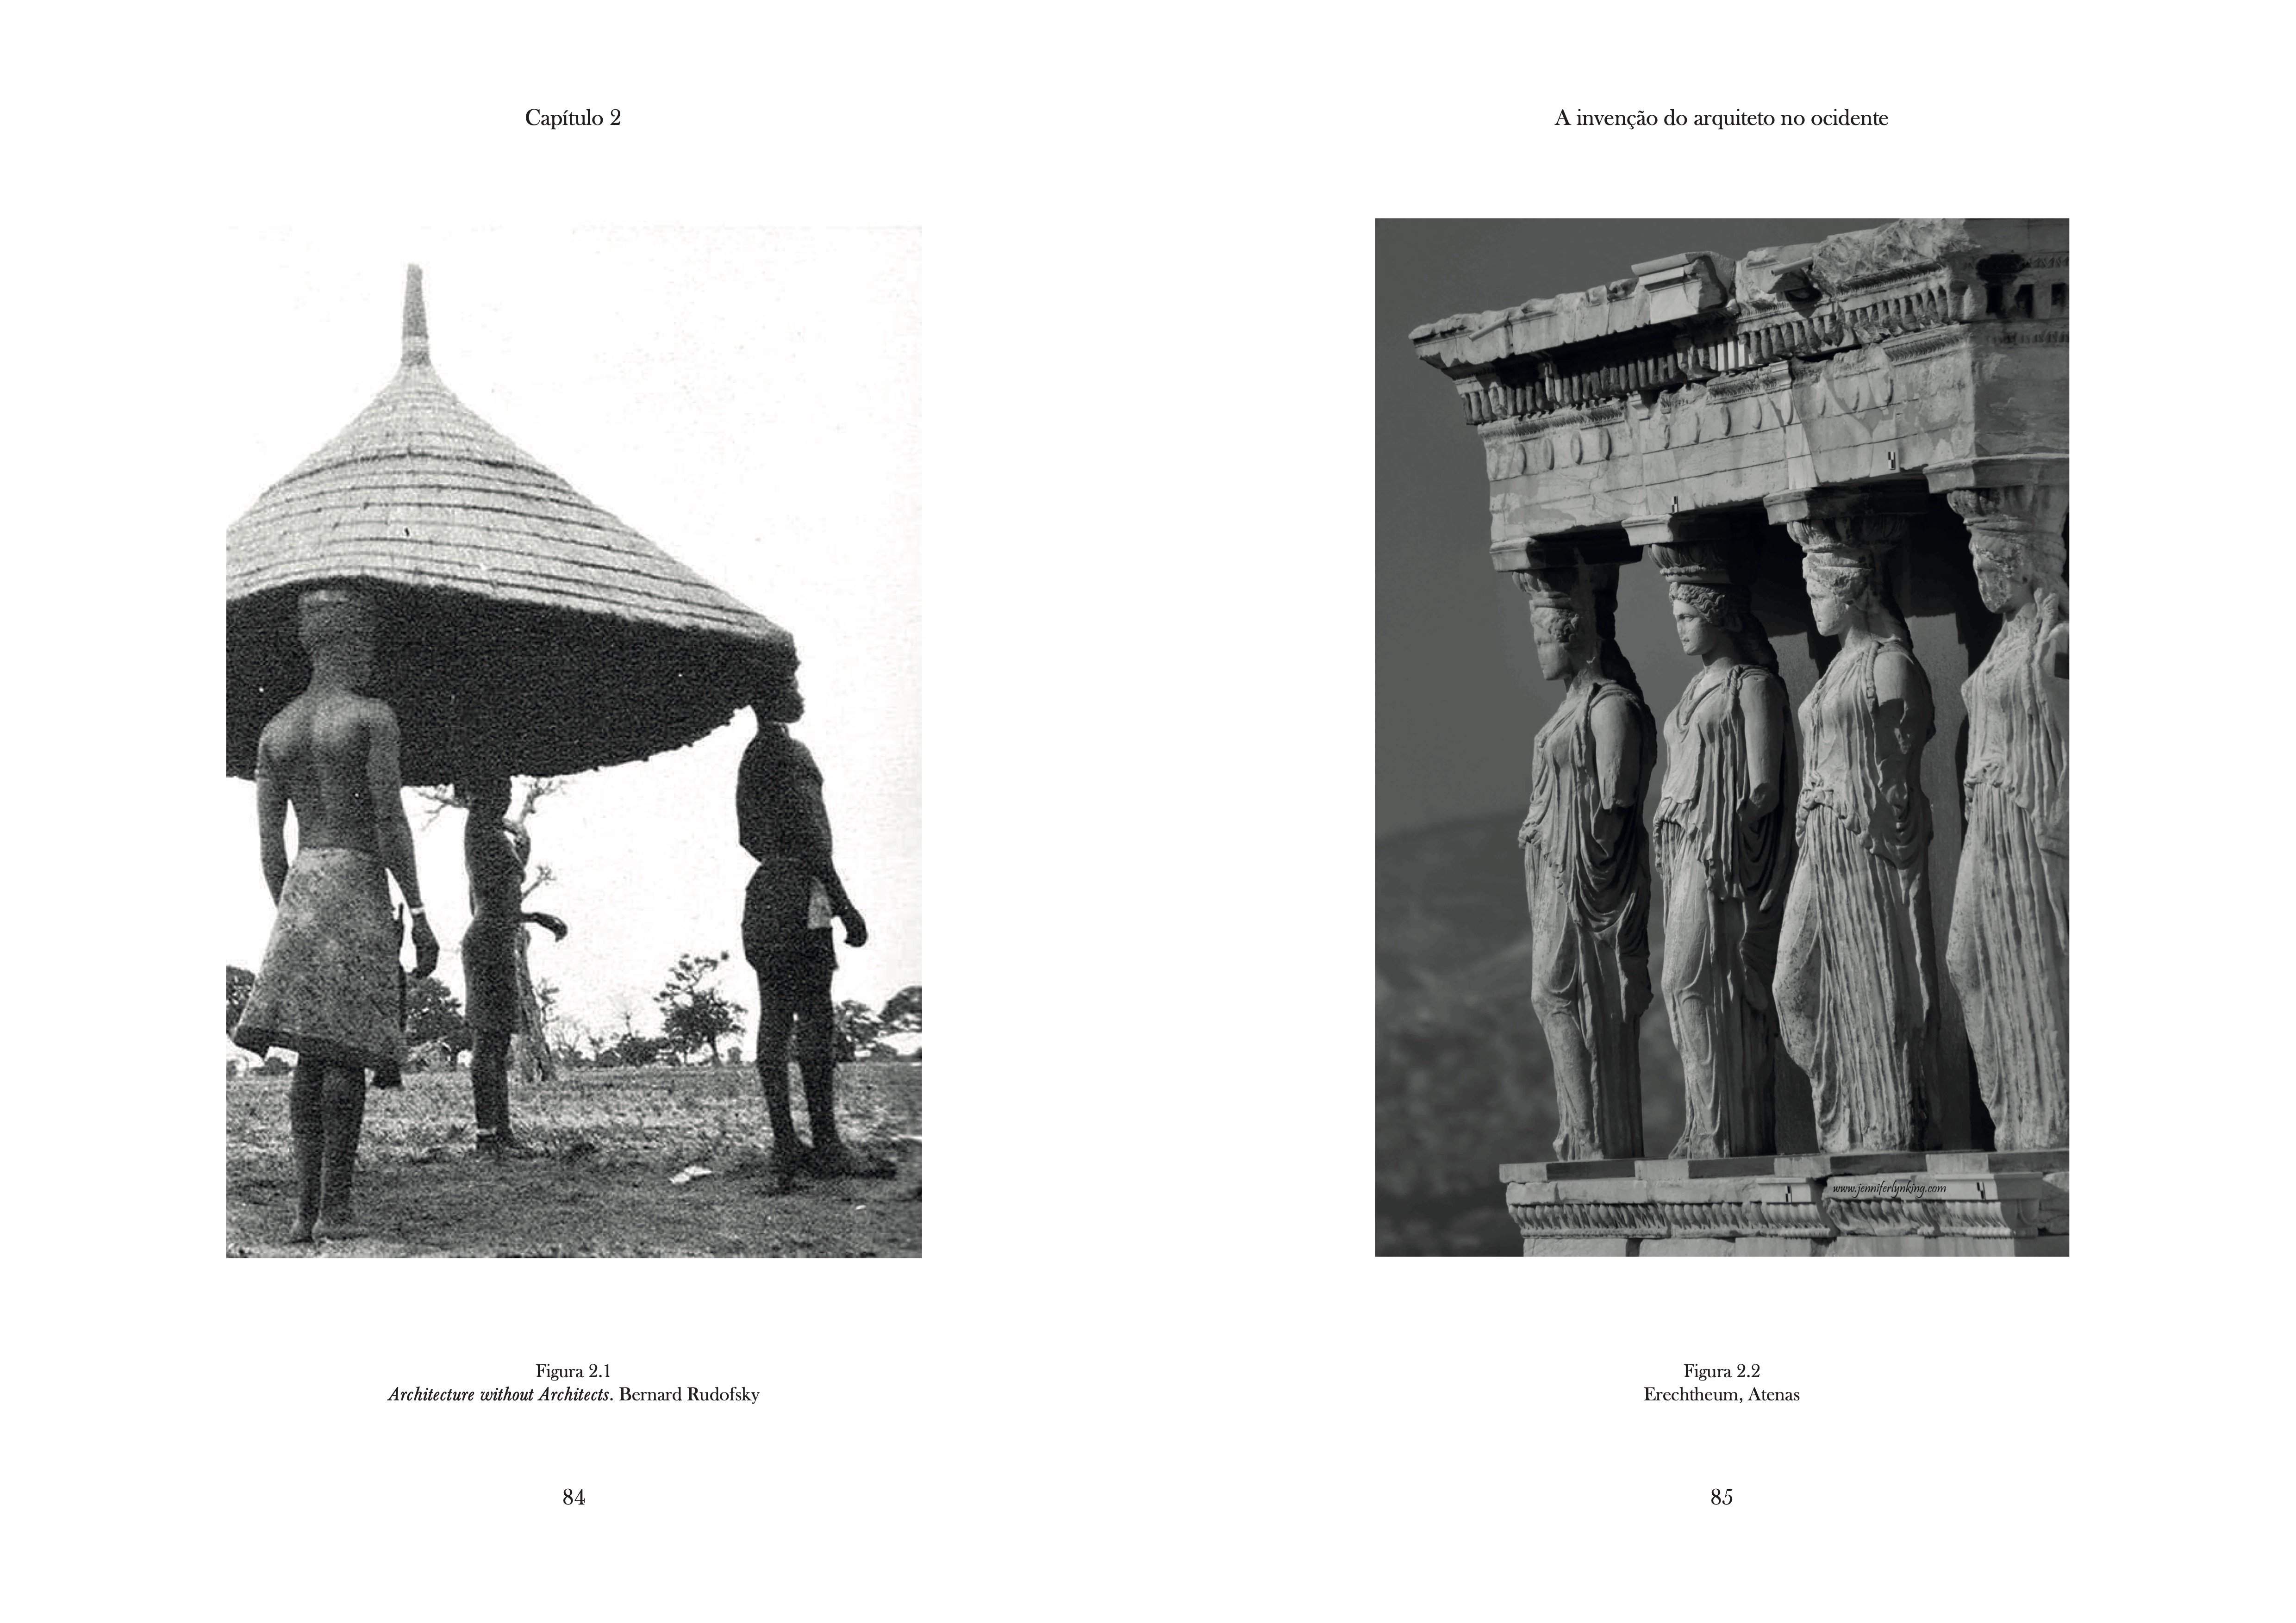 Capítulo 2
Figura 2.1
Architecture without Architects. Bernard Rudofsky
84
A invenção do arquiteto no ocidente
www.jenniferlynking.com
Figura 2.2
Erechtheum, Atenas
85